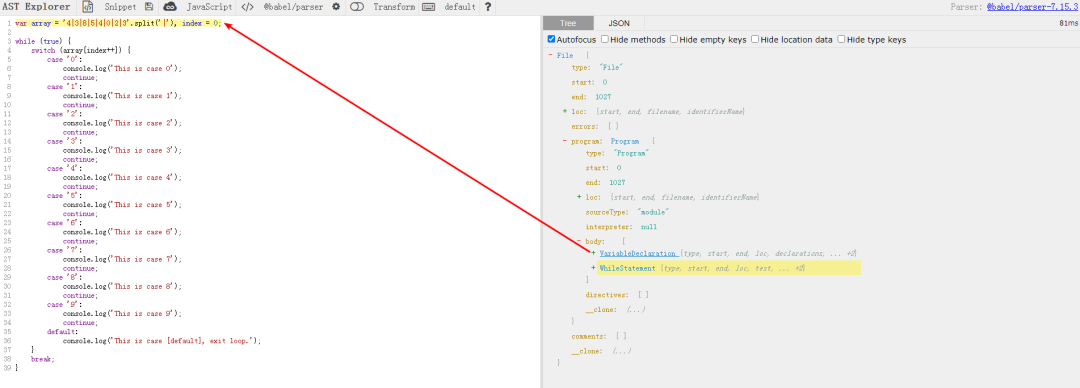 AST Explorer Snippet JavaScript </> @babel/parser Transform default ? Parser: @babel/parser-7.15.3
Tree JSON 81ms
Autofocus Hide methods Hide empty keys Hide location data Hide type keys
1 var array = '4|3|8|5|4|0|2|3'.split('|'), index = 0;
2
3 while (true) {
4 switch (array[index++]) {
5 case '0':
6 console.log('This is case 0');
7 continue;
8 case '1':
9 console.log('This is case 1');
10 continue;
11 case '2':
12 console.log('This is case 2');
13 continue;
14 case '3':
15 console.log('This is case 3');
16 continue;
17 case '4':
18 console.log('This is case 4');
19 continue;
20 case '5':
21 console.log('This is case 5');
22 continue;
23 case '6':
24 console.log('This is case 6');
25 continue;
26 case '7':
27 console.log('This is case 7');
28 continue;
29 case '8':
30 console.log('This is case 8');
31 continue;
32 case '9':
33 console.log('This is case 9');
34 continue;
35 default:
36 console.log('This is case [default], exit loop.');
37 }
38 break;
39 }
- File {
type: "File"
start: 0
end: 1027
+ loc: {start, end, filename, identifierName}
errors: [ ]
- program: Program {
type: "Program"
start: 0
end: 1027
+ loc: {start, end, filename, identifierName}
sourceType: "module"
interpreter: null
- body: [
+ VariableDeclaration {type, start, end, loc, declarations, ... +2}
+ WhileStatement {type, start, end, loc, test, ... +2}
]
directives: [ ]
__clone: (...)
}
comments: [ ]
__clone: (...)
}